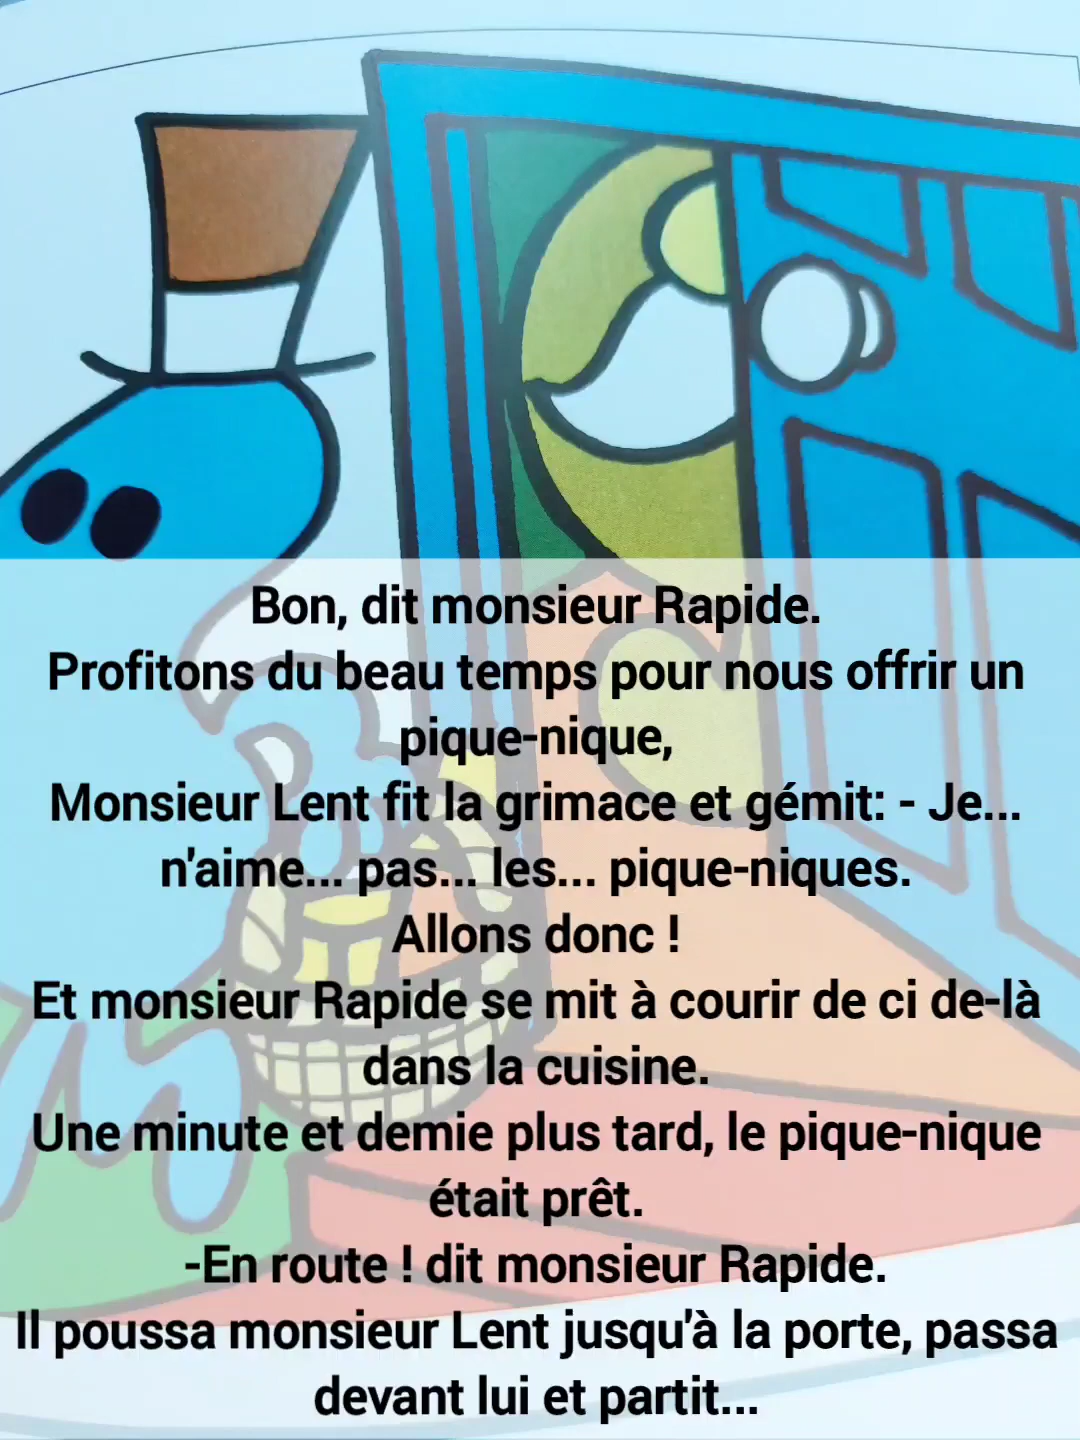 Bon, dit monsieur Rapide.
Profitons du beau temps pour nous offrir un
pique-nique,
Monsieur Lent fit la grimace et gémit: - Je...
n'aime... pas... les... pique-niques.
Allons donc !
Et monsieur Rapide se mit à courir de ci de-là
dans la cuisine.
Une minute et demie plus tard, le pique-nique
était prêt.
-En route ! dit monsieur Rapide.
Il poussa monsieur Lent jusqu'à la porte, passa
devant lui et partit...